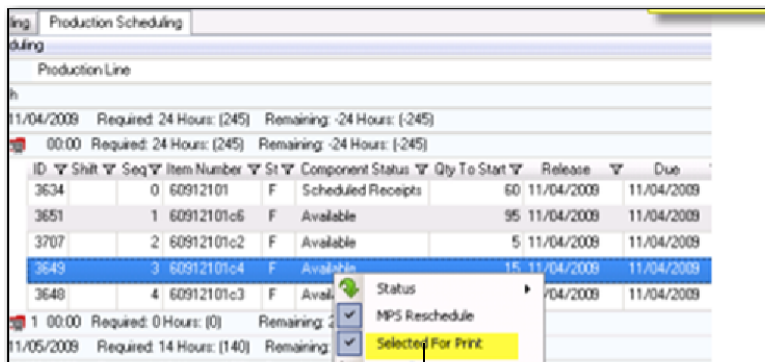 ing Production Scheduling
duling
Production Line
h
11/04/2009 Required: 24 Hours: (245) Remaining: -24 Hours: (-245)
00:00 Required: 24 Hours: (245) Remaining: -24 Hours: (-245)
ID Shift Seq Item Number St Component Status Qty To Start Release Due
3634 0 60912101 F Scheduled Receipts 60 11/04/2009 11/04/2009
3651 1 60912101c6 F Available 95 11/04/2009 11/04/2009
3707 2 60912101c2 F Available 5 11/04/2009 11/04/2009
3649 3 60912101c4 F Available 15 11/04/2009 11/04/2009
3648 4 60912101c3 F Avail /04/2009 11/04/2009
Status
MPS Reschedule
1 00:00 Required: 0 Hours: (0) Remaining: 2
Selected For Print
11/05/2009 Required: 14 Hours: (140) Remaining: